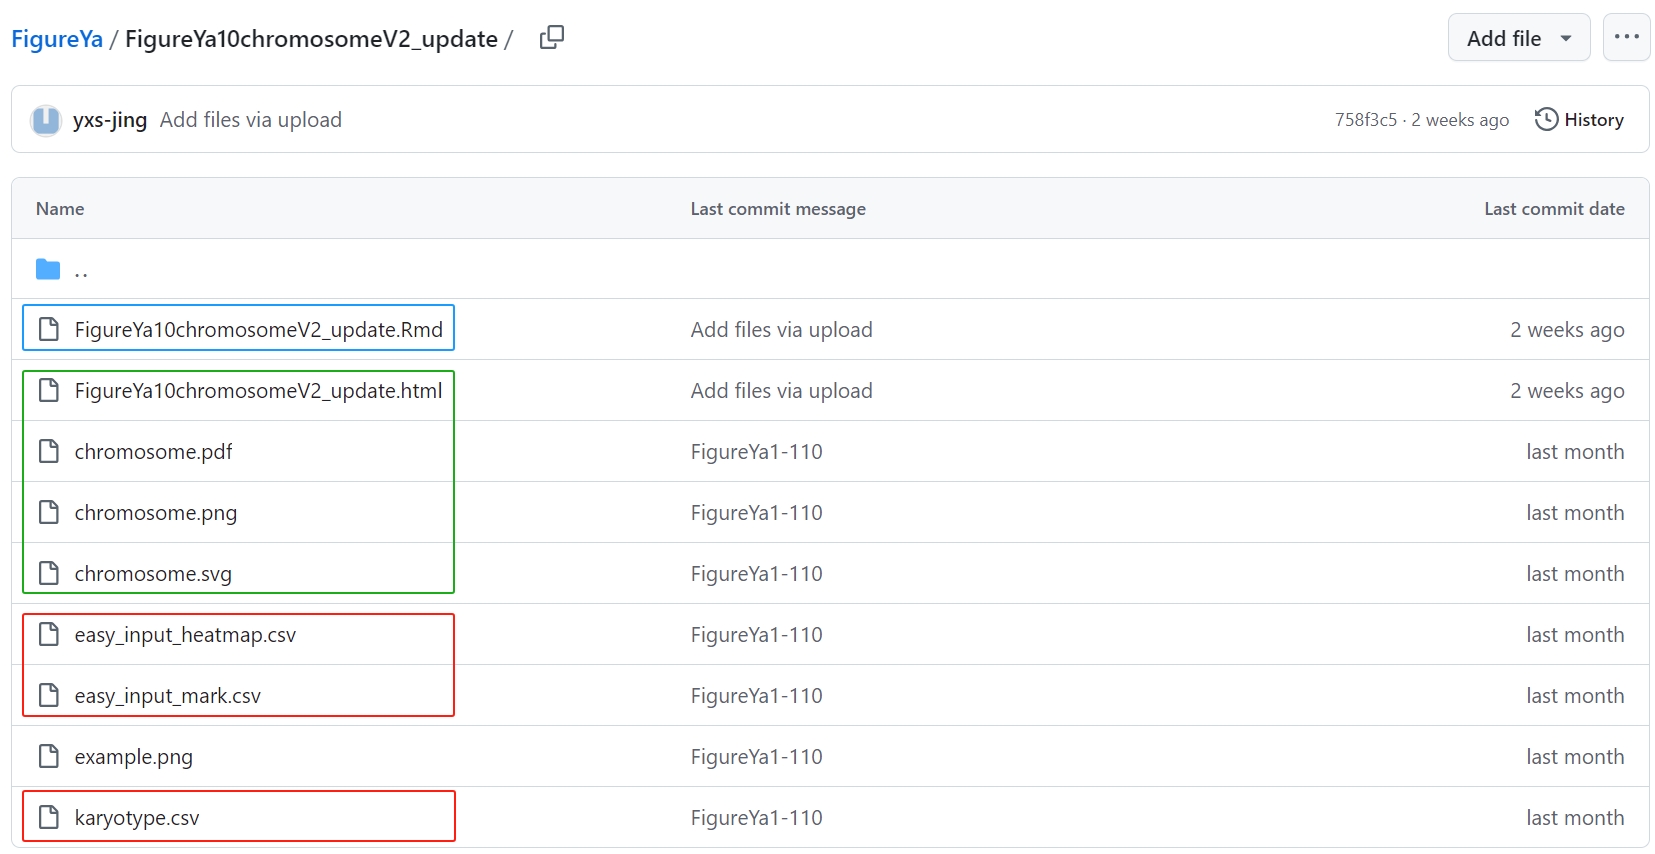 FigureYa / FigureYa10chromosomeV2_update /
Add file
yxs-jing Add files via upload 758f3c5 · 2 weeks ago History
Name Last commit message Last commit date
..
FigureYa10chromosomeV2_update.Rmd Add files via upload 2 weeks ago
FigureYa10chromosomeV2_update.html Add files via upload 2 weeks ago
chromosome.pdf FigureYa1-110 last month
chromosome.png FigureYa1-110 last month
chromosome.svg FigureYa1-110 last month
easy_input_heatmap.csv FigureYa1-110 last month
easy_input_mark.csv FigureYa1-110 last month
example.png FigureYa1-110 last month
karyotype.csv FigureYa1-110 last month